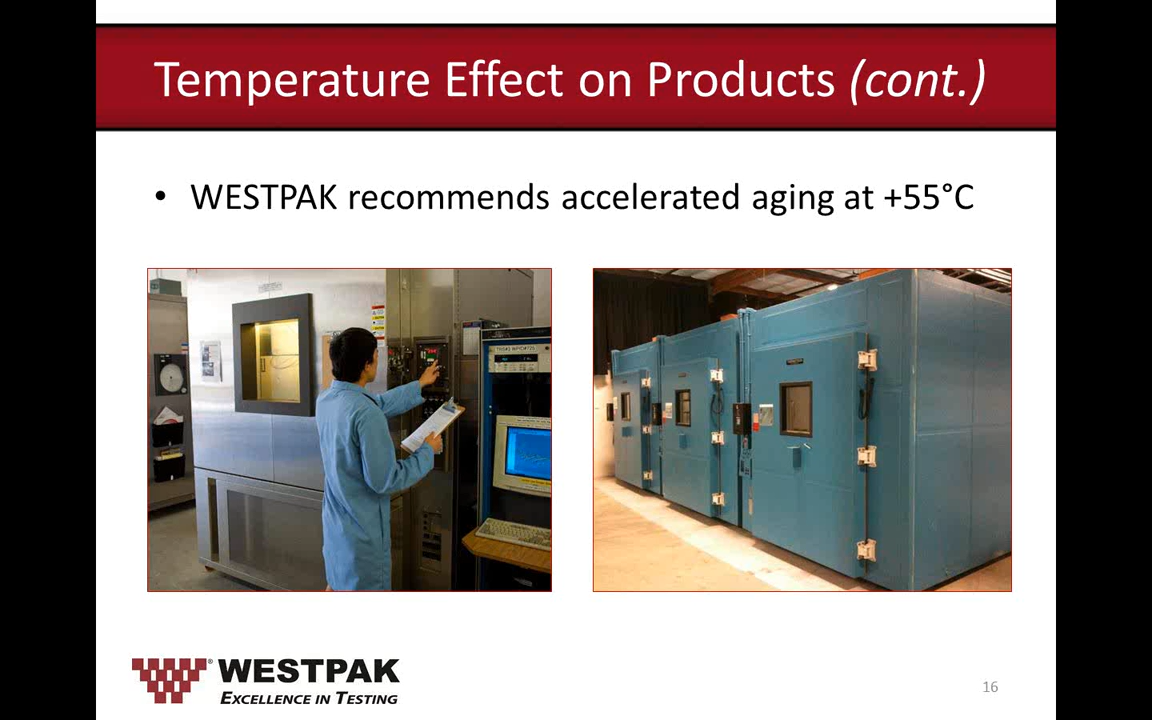 Temperature Effect on Products (cont.)
• WESTPAK recommends accelerated aging at +55°C
WESTPAK
EXCELLENCE IN TESTING
16